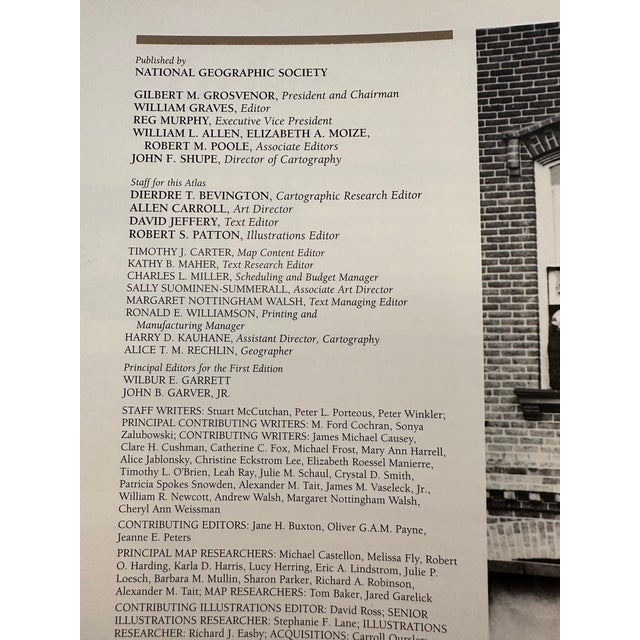 Published by
NATIONAL GEOGRAPHIC SOCIETY
GILBERT M. GROSVENOR, President and Chairman
WILLIAM GRAVES, Editor
REG MURPHY, Executive Vice President
WILLIAM L. ALLEN, ELIZABETH A. MOIZE,
ROBERT M. POOLE, Associate Editors
JOHN F. SHUPE, Director of Cartography
Staff for this Atlas
DIERDRE T. BEVINGTON, Cartographic Research Editor
ALLEN CARROLL, Art Director
DAVID JEFFERY, Text Editor
ROBERT S. PATTON, Illustrations Editor
TIMOTHY J. CARTER, Map Content Editor
KATHY B. MAHER, Text Research Editor
CHARLES L. MILLER, Scheduling and Budget Manager
SALLY SUOMINEN-SUMMERALL, Associate Art Director
MARGARET NOTTINGHAM WALSH, Text Managing Editor
RONALD E. WILLIAMSON, Printing and
Manufacturing Manager
HARRY D. KAUHANE, Assistant Director, Cartography
ALICE T. M. RECHLIN, Geographer
Principal Editors for the First Edition
WILBUR E. GARRETT
JOHN B. GARVER, JR.
STAFF WRITERS: Stuart McCutchan, Peter L. Porteous, Peter Winkler;
PRINCIPAL CONTRIBUTING WRITERS: M. Ford Cochran, Sonya
Zalubowski; CONTRIBUTING WRITERS: James Michael Causey,
Clare H. Cushman, Catherine C. Fox, Michael Frost, Mary Ann Harrell,
Alice Jablonsky, Christine Eckstrom Lee, Elizabeth Roessel Manierre,
Timothy L. O'Brien, Leah Ray, Julie M. Schaul, Crystal D. Smith,
Patricia Spokes Snowden, Alexander M. Tait, James M. Vaseleck, Jr.,
William R. Newcott, Andrew Walsh, Margaret Nottingham Walsh,
Cheryl Ann Weissman
CONTRIBUTING EDITORS: Jane H. Buxton, Oliver G.A.M. Payne,
Jeanne E. Peters
PRINCIPAL MAP RESEARCHERS: Michael Castellon, Melissa Fly, Robert
O. Harding, Karla D. Harris, Lucy Herring, Eric A. Lindstrom, Julie P.
Loesch, Barbara M. Mullin, Sharon Parker, Richard A. Robinson,
Alexander M. Tait; MAP RESEARCHERS: Tom Baker, Jared Garelick
CONTRIBUTING ILLUSTRATIONS EDITOR: David Ross; SENIOR
ILLUSTRATIONS RESEARCHER: Stephanie F. Lane; ILLUSTRATIONS
RESEARCHER: Richard J. Easby; ACQUISITIONS: Carroll